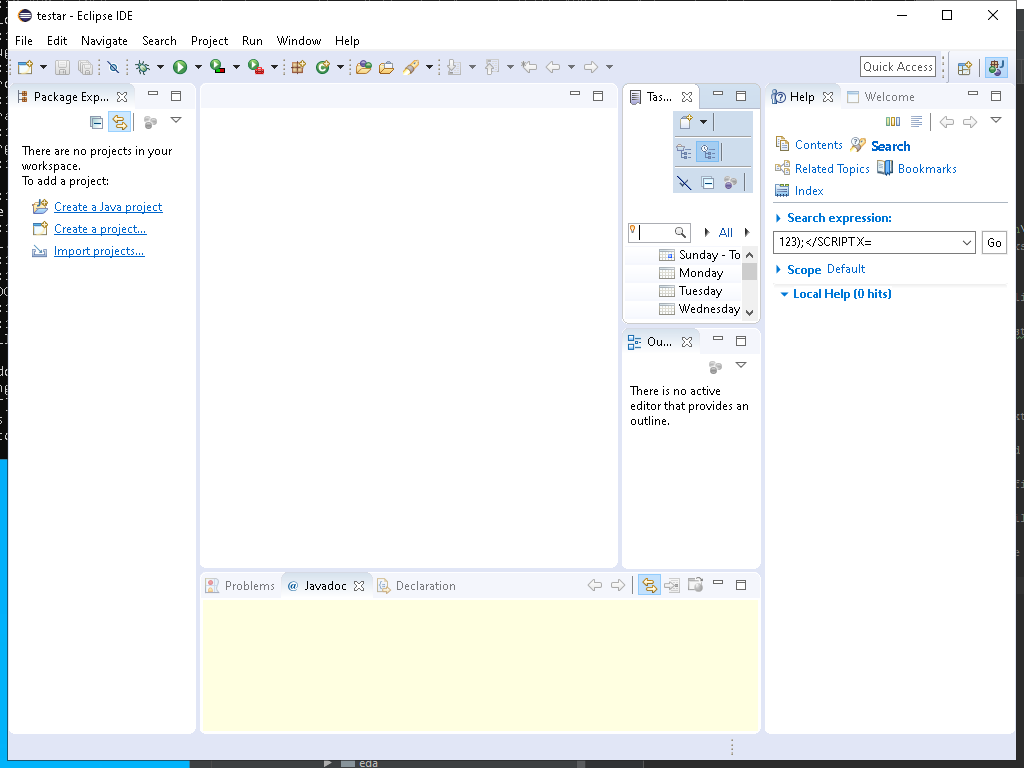 testar - Eclipse IDE
File Edit Navigate Search Project Run Window Help
Quick Access
Package Exp...
There are no projects in your
workspace.
To add a project:
Create a Java project
Create a project...
Import projects...
Tas...
All
Sunday - To
Monday
Tuesday
Wednesday
Ou...
There is no active
editor that provides an
outline.
Help Welcome
Contents Search
Related Topics Bookmarks
Index
Search expression:
123);</SCRIPT X=
Go
Scope Default
Local Help (0 hits)
Problems @ Javadoc Declaration
eda